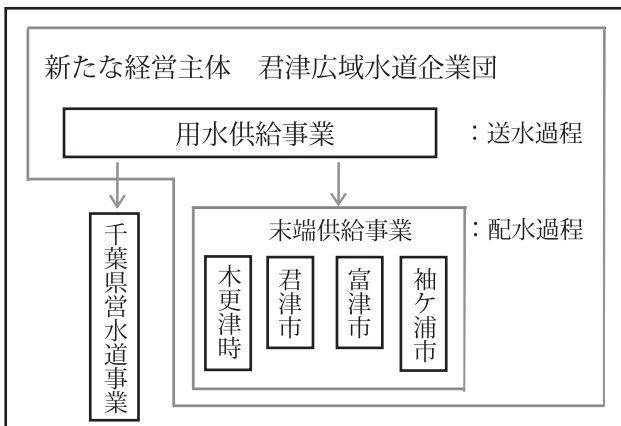 新たな経営主体　君津広域水道企業団
用水供給事業
：送水過程
末端供給事業
：配水過程
千葉県営水道事業
木更津時
君津市
富津市
袖ケ浦市